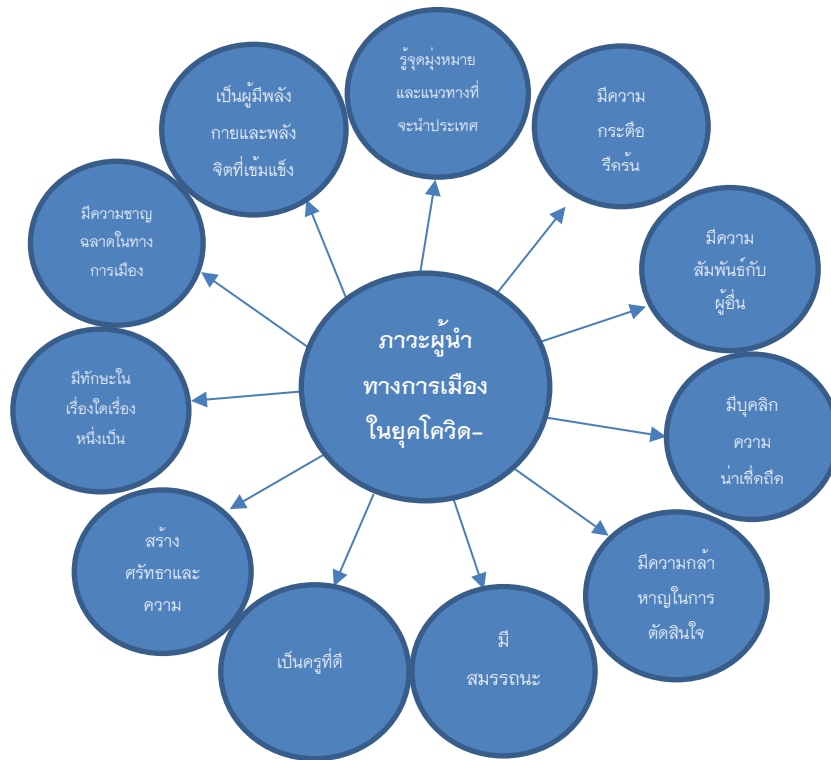 ภาวะผู้นำ
ทางการเมือง
ในยุคโควิด-
รู้จุดมุ่งหมาย
และแนวทางที่
จะนำประเทศ
มีความ
กระตือ
รือร้น
มีความ
สัมพันธ์กับ
ผู้อื่น
มีบุคลิก
ความ
น่าเชื่อถือ
มีความกล้า
หาญในการ
ตัดสินใจ
มี
สมรรถนะ
เป็นครูที่ดี
สร้าง
ศรัทธาและ
ความ
มีทักษะใน
เรื่องใดเรื่อง
หนึ่งเป็น
มีความชาญ
ฉลาดในทาง
การเมือง
เป็นผู้มีพลัง
กายและพลัง
จิตที่เข้มแข็ง